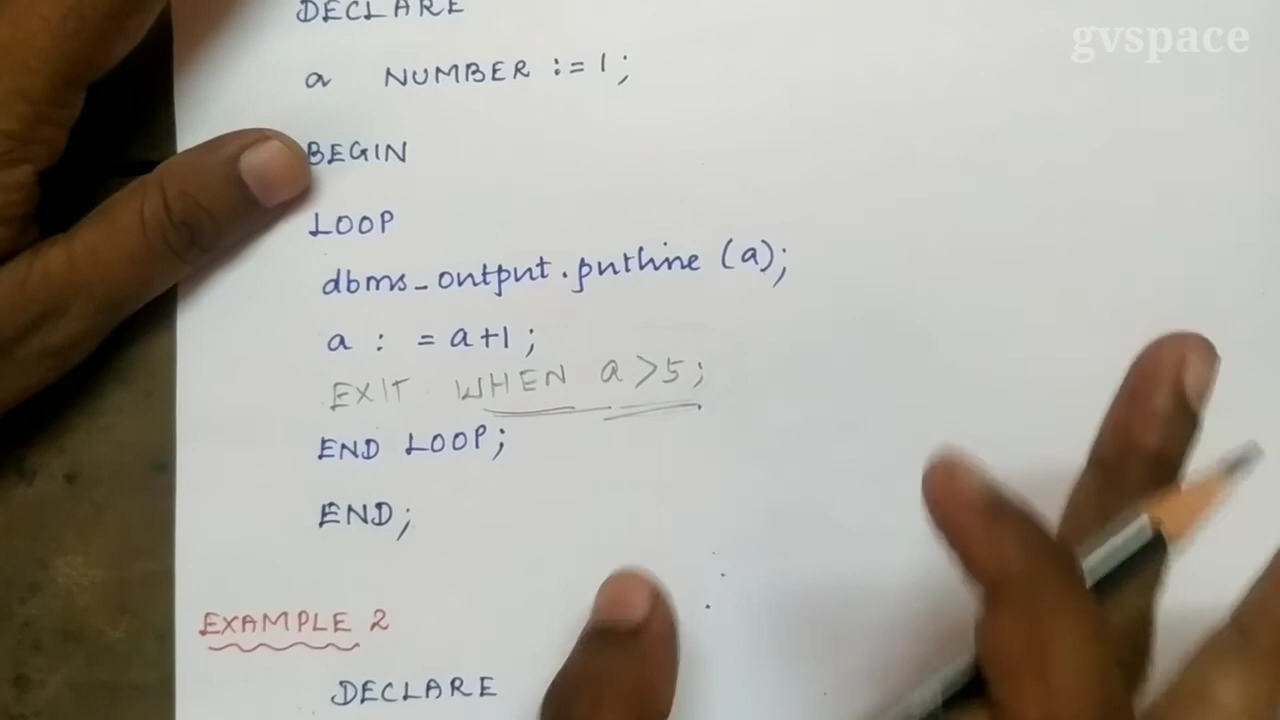 DECLARE
gvspace
a NUMBER := 1;
BEGIN
LOOP
dbms_output.putline (a);
a : = a+1 ;
EXIT WHEN a >5;
END LOOP;
END;
EXAMPLE 2
DECLARE